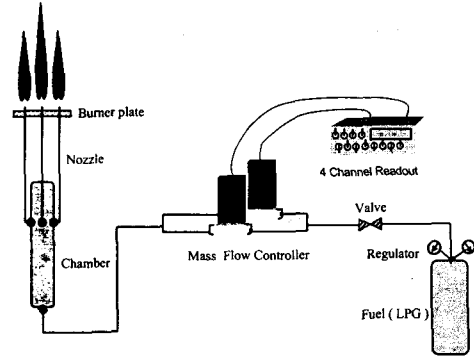 Burner plate
Nozzle
4 Channel Readout
Valve
Chamber
Mass Flow Controller
Regulator
Fuel ( LPG )